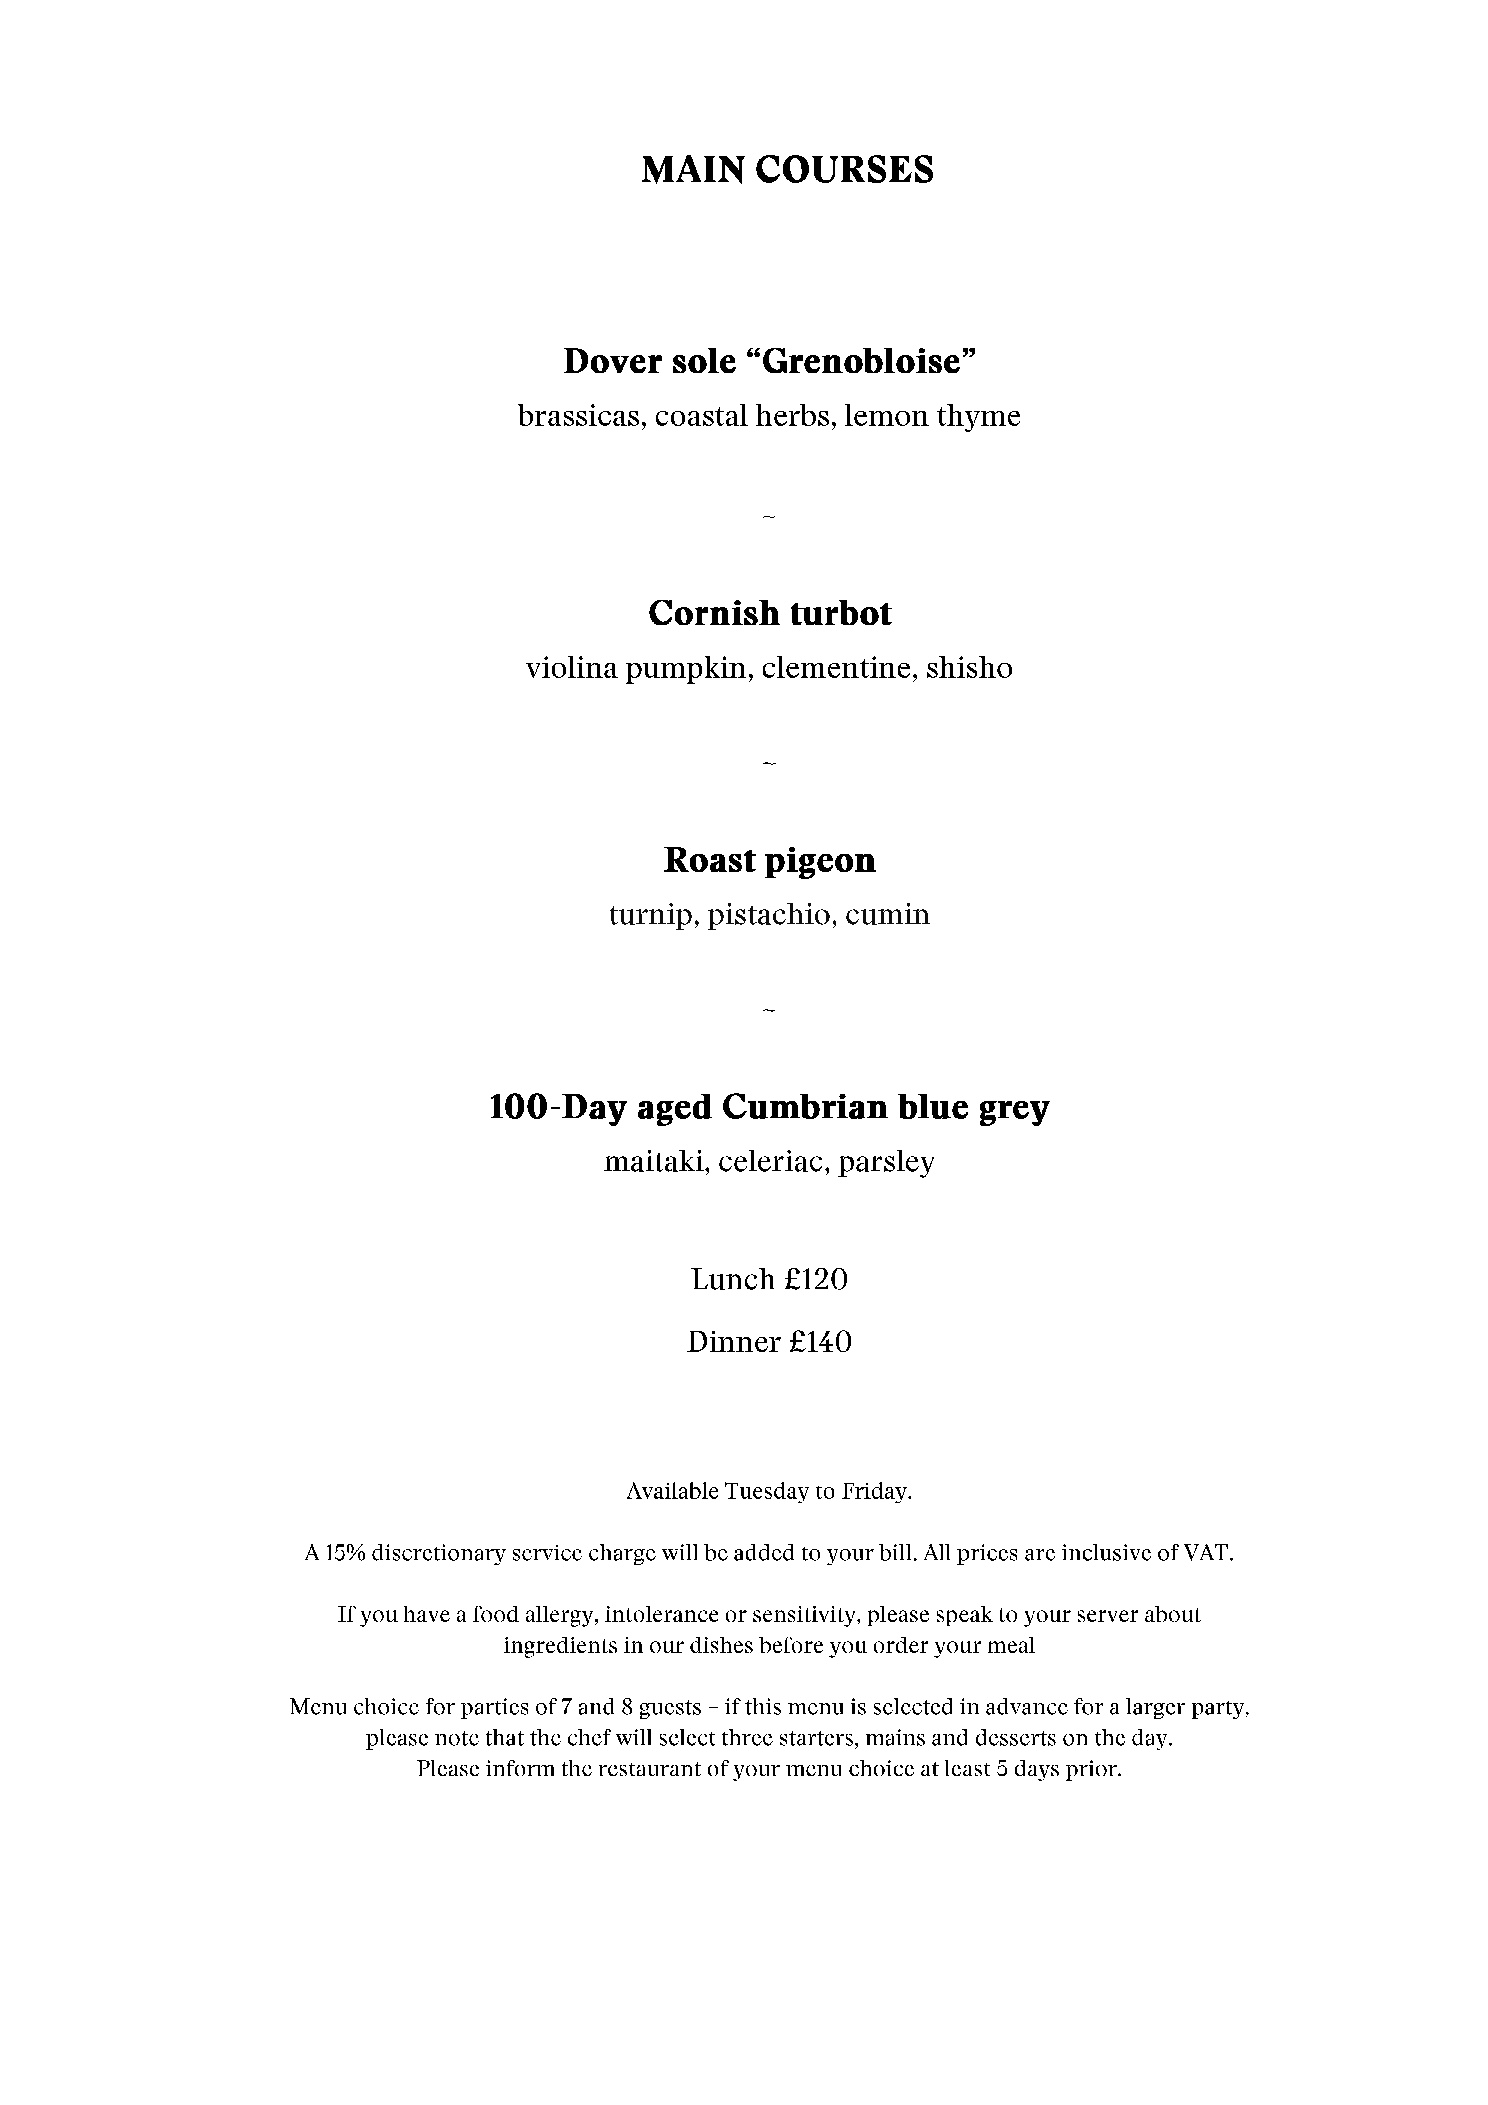 MAIN COURSES
Dover sole “Grenobloise”
brassicas, coastal herbs, lemon thyme
~
Cornish turbot
violina pumpkin, clementine, shisho
~
Roast pigeon
turnip, pistachio, cumin
~
100-Day aged Cumbrian blue grey
maitaki, celeriac, parsley
Lunch £120
Dinner £140
Available Tuesday to Friday.
A 15% discretionary service charge will be added to your bill. All prices are inclusive of VAT.
If you have a food allergy, intolerance or sensitivity, please speak to your server about
ingredients in our dishes before you order your meal
Menu choice for parties of 7 and 8 guests – if this menu is selected in advance for a larger party,
please note that the chef will select three starters, mains and desserts on the day.
Please inform the restaurant of your menu choice at least 5 days prior.